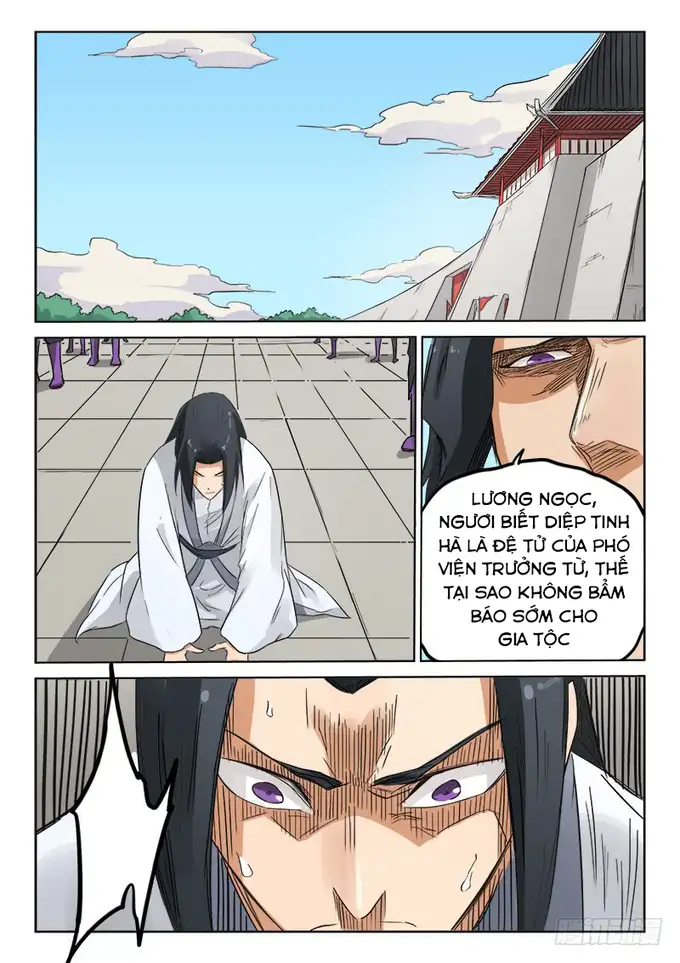 LƯƠNG NGỌC,
NGƯƠI BIẾT DIỆP TINH
HÀ LÀ ĐỆ TỬ CỦA PHÓ
VIỆN TRƯỞNG TỪ, THẾ
TẠI SAO KHÔNG BẨM
BÁO SỚM CHO
GIA TỘC